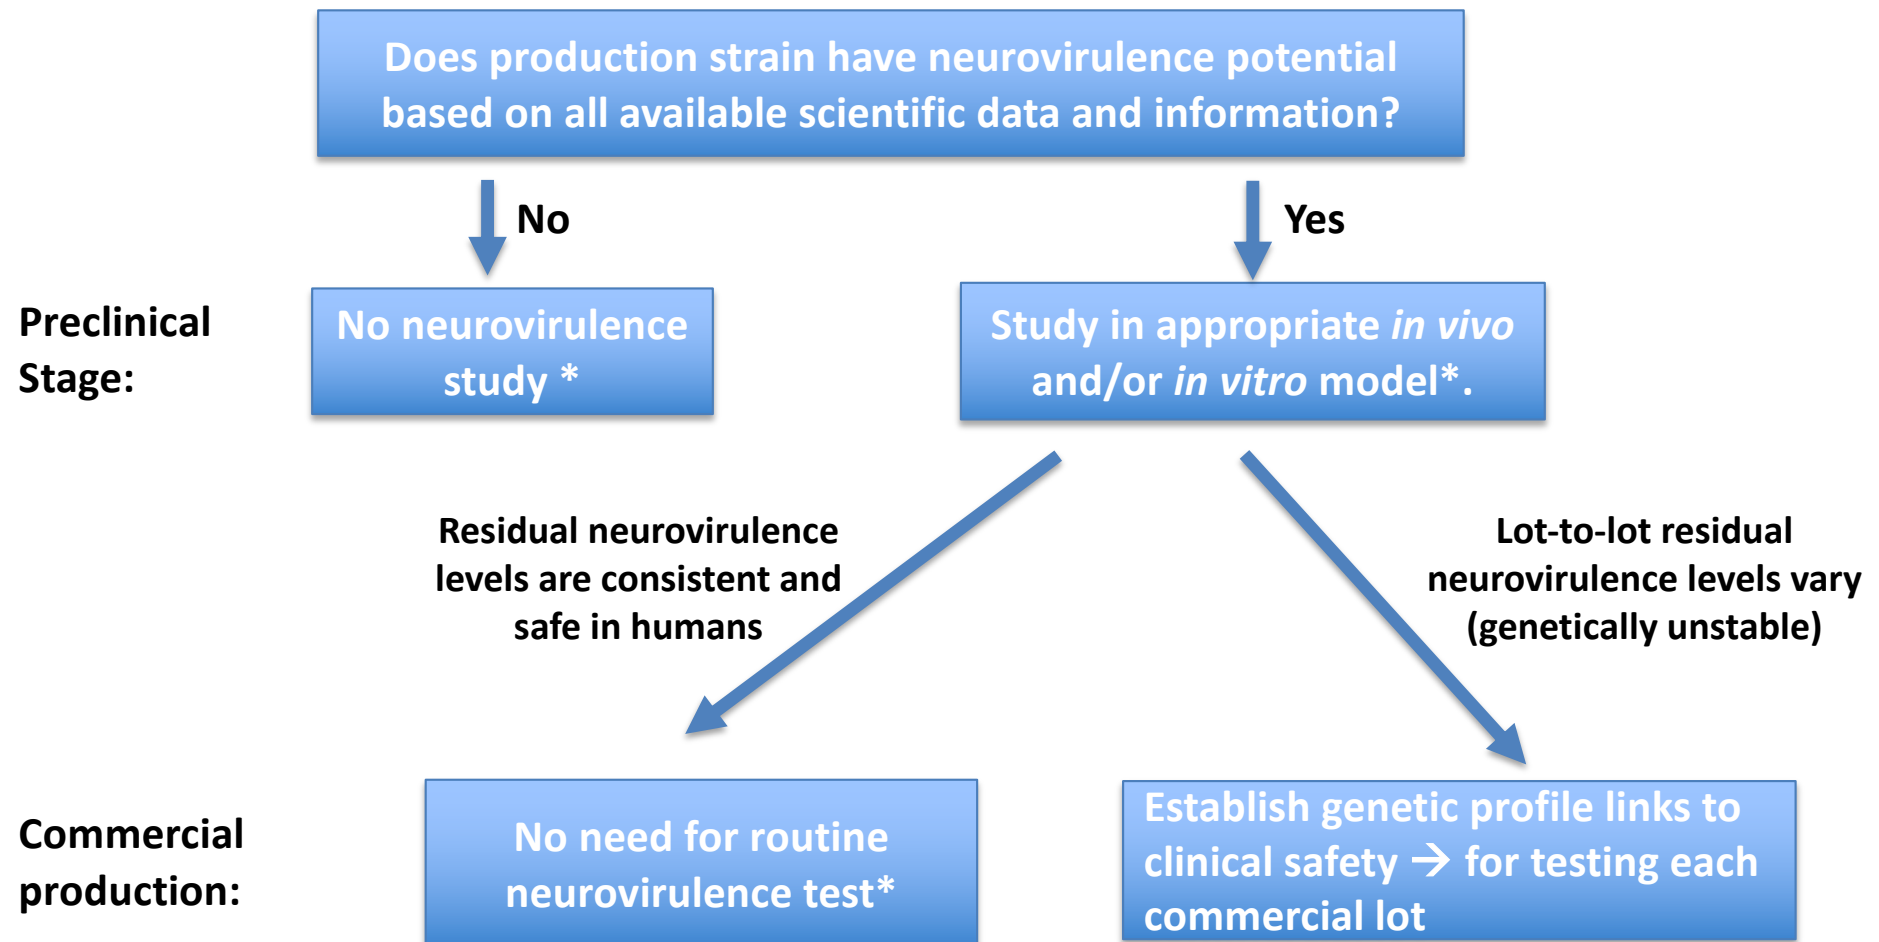 Does production strain have neurovirulence potential
based on all available scientific data and information?
No
Yes
Preclinical
Stage:
No neurovirulence
study *
Study in appropriate in vivo
and/or in vitro model*.
Residual neurovirulence
levels are consistent and
safe in humans
Lot-to-lot residual
neurovirulence levels vary
(genetically unstable)
Commercial
production:
No need for routine
neurovirulence test*
Establish genetic profile links to
clinical safety → for testing each
commercial lot